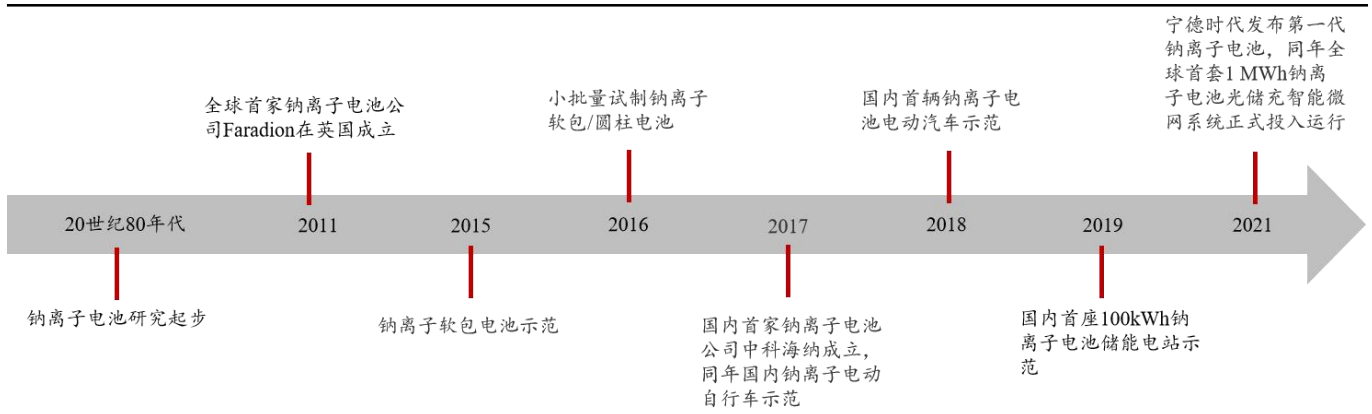 宁德时代发布第一代
钠离子电池，同年全
球首套1 MWh钠离
子电池光储充智能微
网系统正式投入运行
全球首家钠离子电池公
司Faradion在英国成立
小批量试制钠离子
软包/圆柱电池
国内首辆钠离子电
池电动汽车示范
20世纪80年代
2011
2015
2016
2017
2018
2019
2021
钠离子电池研究起步
钠离子软包电池示范
国内首家钠离子电池
公司中科海纳成立，
同年国内钠离子电动
自行车示范
国内首座100kWh钠
离子电池储能电站示
范